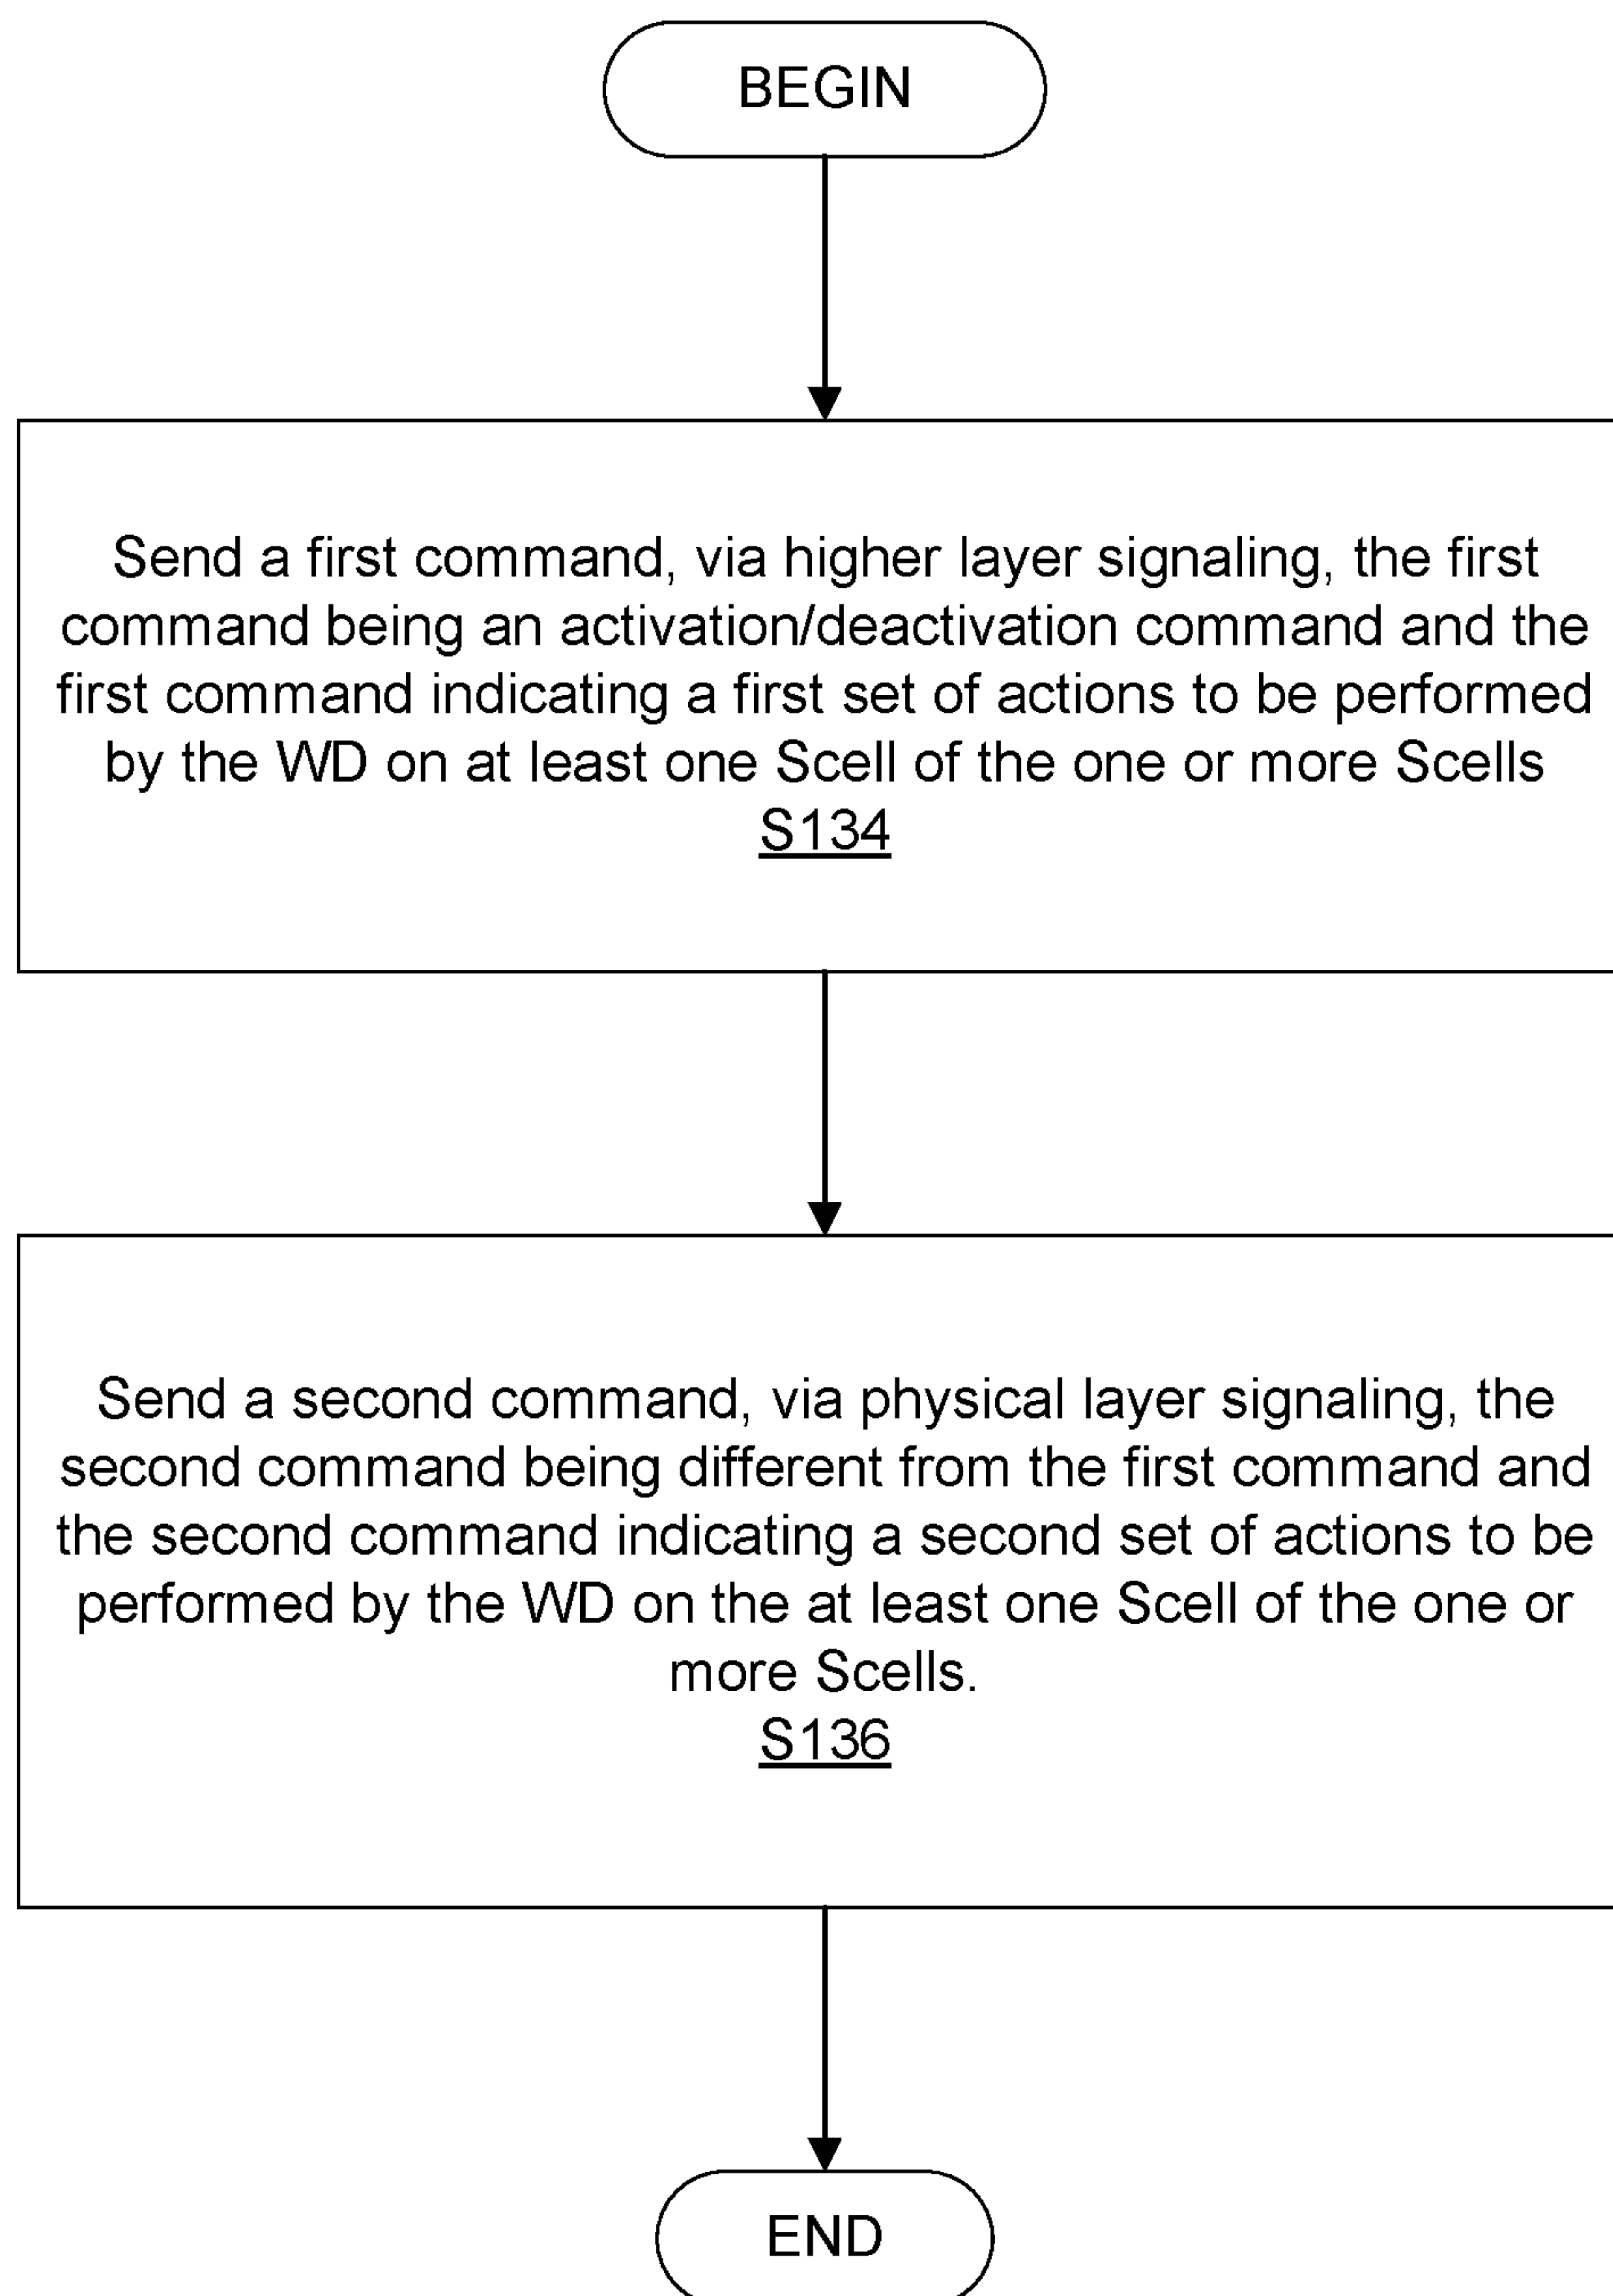 BEGIN
Send a first command, via higher layer signaling, the first
command being an activation/deactivation command and the
first command indicating a first set of actions to be performed
by the WD on at least one Scell of the one or more Scells
S134
Send a second command, via physical layer signaling, the
second command being different from the first command and
the second command indicating a second set of actions to be
performed by the WD on the at least one Scell of the one or
more Scells.
S136
END